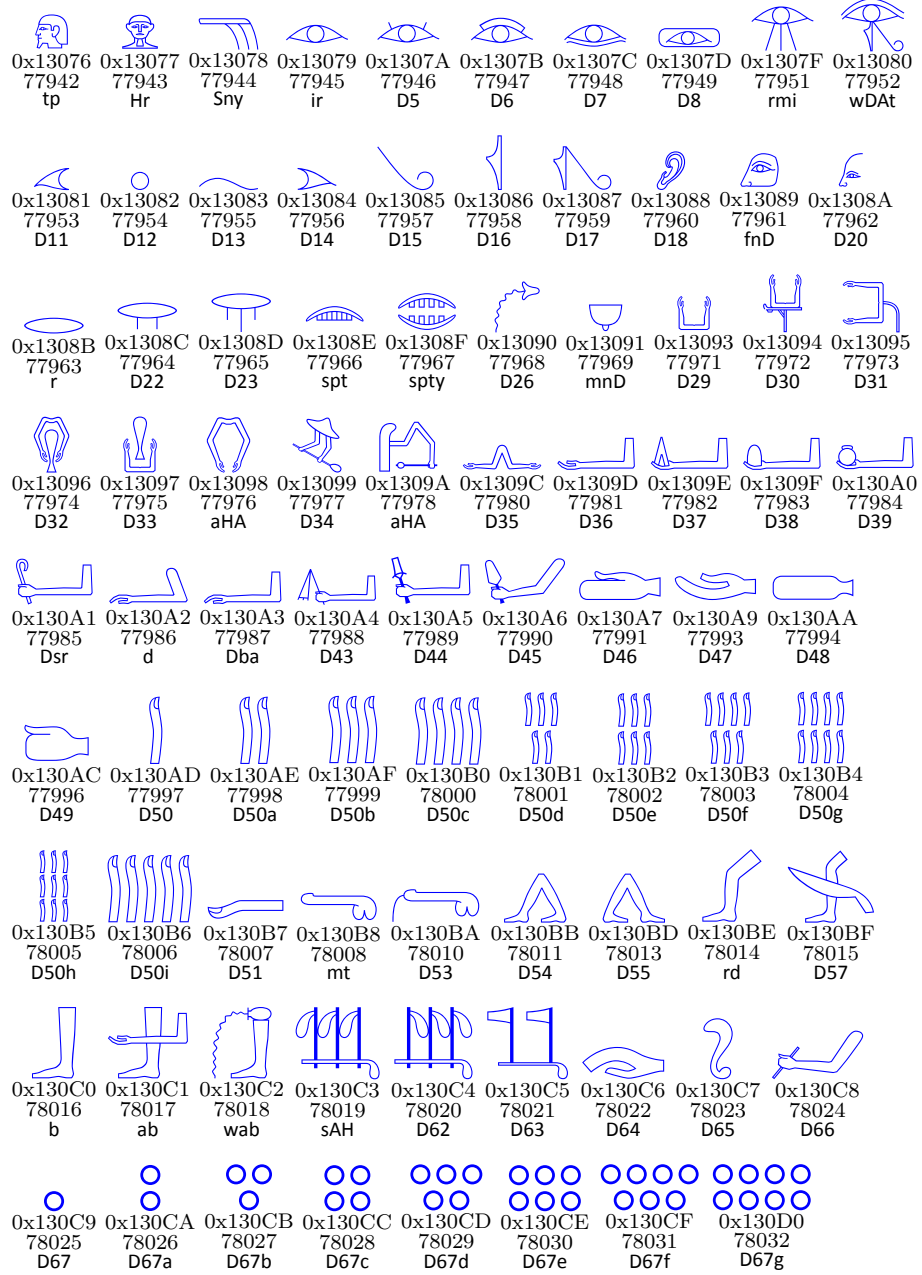 0x13076 0x13077 0x13078 0x13079 0x1307A 0x1307B 0x1307C 0x1307D 0x1307F 0x13080
77942 77943 77944 77945 77946 77947 77948 77949 77951 77952
tp Hr Sny ir D5 D6 D7 D8 rmi wDAt
0x13081 0x13082 0x13083 0x13084 0x13085 0x13086 0x13087 0x13088 0x13089 0x1308A
77953 77954 77955 77956 77957 77958 77959 77960 77961 77962
D11 D12 D13 D14 D15 D16 D17 D18 fnD D20
0x1308B 0x1308C 0x1308D 0x1308E 0x1308F 0x13090 0x13091 0x13093 0x13094 0x13095
77963 77964 77965 77966 77967 77968 77969 77971 77972 77973
r D22 D23 spt spty D26 mnD D29 D30 D31
0x13096 0x13097 0x13098 0x13099 0x1309A 0x1309C 0x1309D 0x1309E 0x1309F 0x130A0
77974 77975 77976 77977 77978 77980 77981 77982 77983 77984
D32 D33 aHA D34 aHA D35 D36 D37 D38 D39
0x130A1 0x130A2 0x130A3 0x130A4 0x130A5 0x130A6 0x130A7 0x130A9 0x130AA
77985 77986 77987 77988 77989 77990 77991 77993 77994
Dsr d Dba D43 D44 D45 D46 D47 D48
0x130AC 0x130AD 0x130AE 0x130AF 0x130B0 0x130B1 0x130B2 0x130B3 0x130B4
77996 77997 77998 77999 78000 78001 78002 78003 78004
D49 D50 D50a D50b D50c D50d D50e D50f D50g
0x130B5 0x130B6 0x130B7 0x130B8 0x130BA 0x130BB 0x130BD 0x130BE 0x130BF
78005 78006 78007 78008 78010 78011 78013 78014 78015
D50h D50i D51 mt D53 D54 D55 rd D57
0x130C0 0x130C1 0x130C2 0x130C3 0x130C4 0x130C5 0x130C6 0x130C7 0x130C8
78016 78017 78018 78019 78020 78021 78022 78023 78024
b ab wab sAH D62 D63 D64 D65 D66
0x130C9 0x130CA 0x130CB 0x130CC 0x130CD 0x130CE 0x130CF 0x130D0
78025 78026 78027 78028 78029 78030 78031 78032
D67 D67a D67b D67c D67d D67e D67f D67g